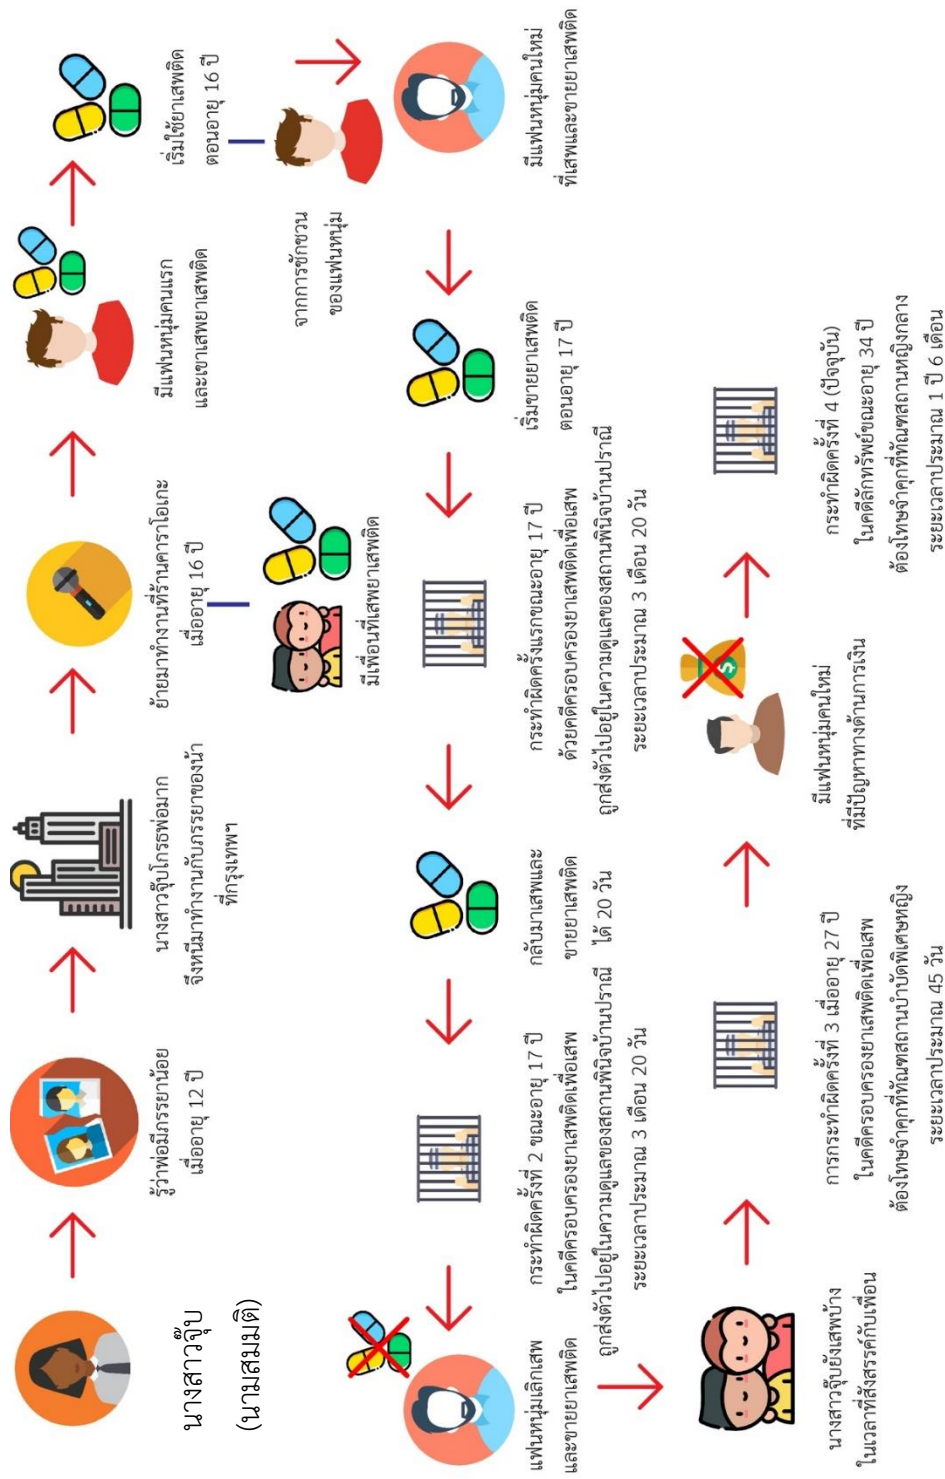 นางสาวจุ๊บ
(นามสมมติ)
รู้ว่าพ่อมีภรรยาน้อย
เมื่ออายุ 12 ปี
นางสาวจุ๊บโกรธพ่อมาก
จึงหนีมาทำงานกับภรรยาของน้า
ที่กรุงเทพฯ
ย้ายมาทำงานที่ร้านคาราโอเกะ
เมื่ออายุ 16 ปี
มีเพื่อนที่เสพยาเสพติด
มีแฟนหนุ่มคนแรก
และเขาเสพยาเสพติด
เริ่มใช้ยาเสพติด
ตอนอายุ 16 ปี
จากการชักชวน
ของแฟนหนุ่ม
มีแฟนหนุ่มคนใหม่
ที่เสพและขายยาเสพติด
เริ่มขายยาเสพติด
ตอนอายุ 17 ปี
กระทำผิดครั้งแรกขณะอายุ 17 ปี
ด้วยคดีครอบครองยาเสพติดเพื่อเสพ
ถูกส่งตัวไปอยู่ในความดูแลของสถานพินิจบ้านปราณี
ระยะเวลาประมาณ 3 เดือน 20 วัน
กลับมาเสพและ
ขายยาเสพติด
ได้ 20 วัน
กระทำผิดครั้งที่ 2 ขณะอายุ 17 ปี
ในคดีครอบครองยาเสพติดเพื่อเสพ
ถูกส่งตัวไปอยู่ในความดูแลของสถานพินิจบ้านปราณี
ระยะเวลาประมาณ 3 เดือน 20 วัน
แฟนหนุ่มเลิกเสพ
และขายยาเสพติด
นางสาวจุ๊บยังเสพบ้าง
ในเวลาที่สังสรรค์กับเพื่อน
การกระทำผิดครั้งที่ 3 เมื่ออายุ 27 ปี
ในคดีครอบครองยาเสพติดเพื่อเสพ
ต้องโทษจำคุกที่ทัณฑสถานบำบัดพิเศษหญิง
ระยะเวลาประมาณ 45 วัน
มีแฟนหนุ่มคนใหม่
ที่มีปัญหาทางด้านการเงิน
กระทำผิดครั้งที่ 4 (ปัจจุบัน)
ในคดีลักทรัพย์ขณะอายุ 34 ปี
ต้องโทษจำคุกที่ทัณฑสถานหญิงกลาง
ระยะเวลาประมาณ 1 ปี 6 เดือน